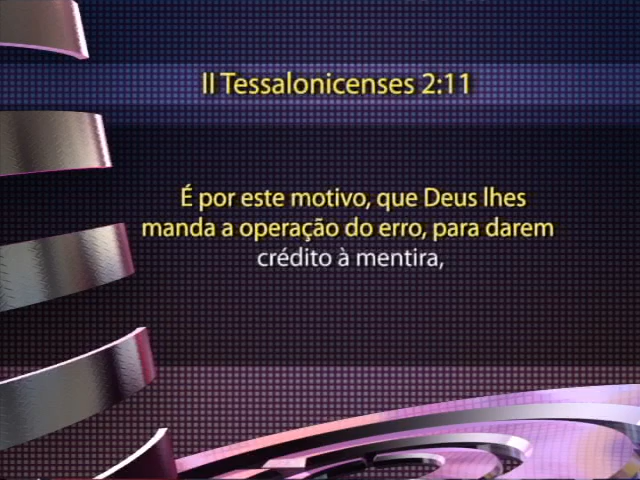 II Tessalonicenses 2:11
É por este motivo, que Deus lhes
manda a operação do erro, para darem
crédito à mentira,